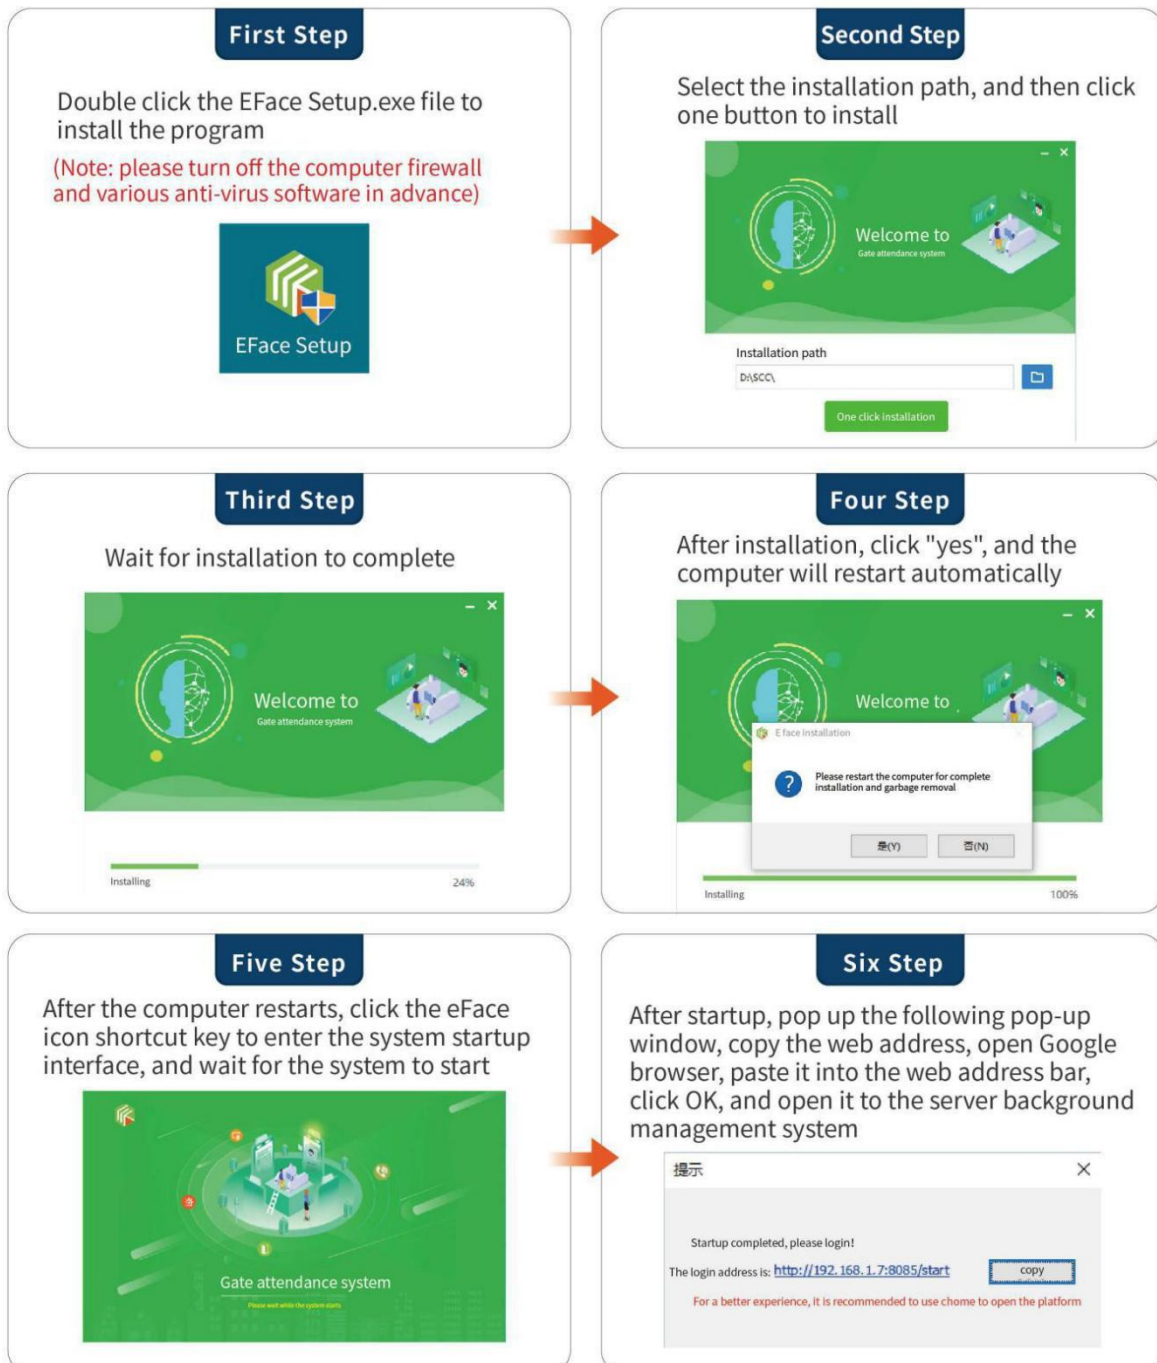 First Step
Double click the EFace Setup.exe file to
install the program
(Note: please turn off the computer firewall
and various anti-virus software in advance)
EFace Setup
Second Step
Select the installation path, and then click
one button to install
Welcome to
Gate attendance system
Installation path
D:\SCC\
One click installation
Third Step
Wait for installation to complete
Welcome to
Gate attendance system
Installing 24%
Four Step
After installation, click "yes", and the
computer will restart automatically
Welcome to
E face installation
Please restart the computer for complete
installation and garbage removal
是(Y) 否(N)
Installing 100%
Five Step
After the computer restarts, click the eFace
icon shortcut key to enter the system startup
interface, and wait for the system to start
Gate attendance system
Please wait while the system starts
Six Step
After startup, pop up the following pop-up
window, copy the web address, open Google
browser, paste it into the web address bar,
click OK, and open it to the server background
management system
提示
Startup completed, please login!
The login address is: http://192.168.1.7:8085/start copy
For a better experience, it is recommended to use chome to open the platform